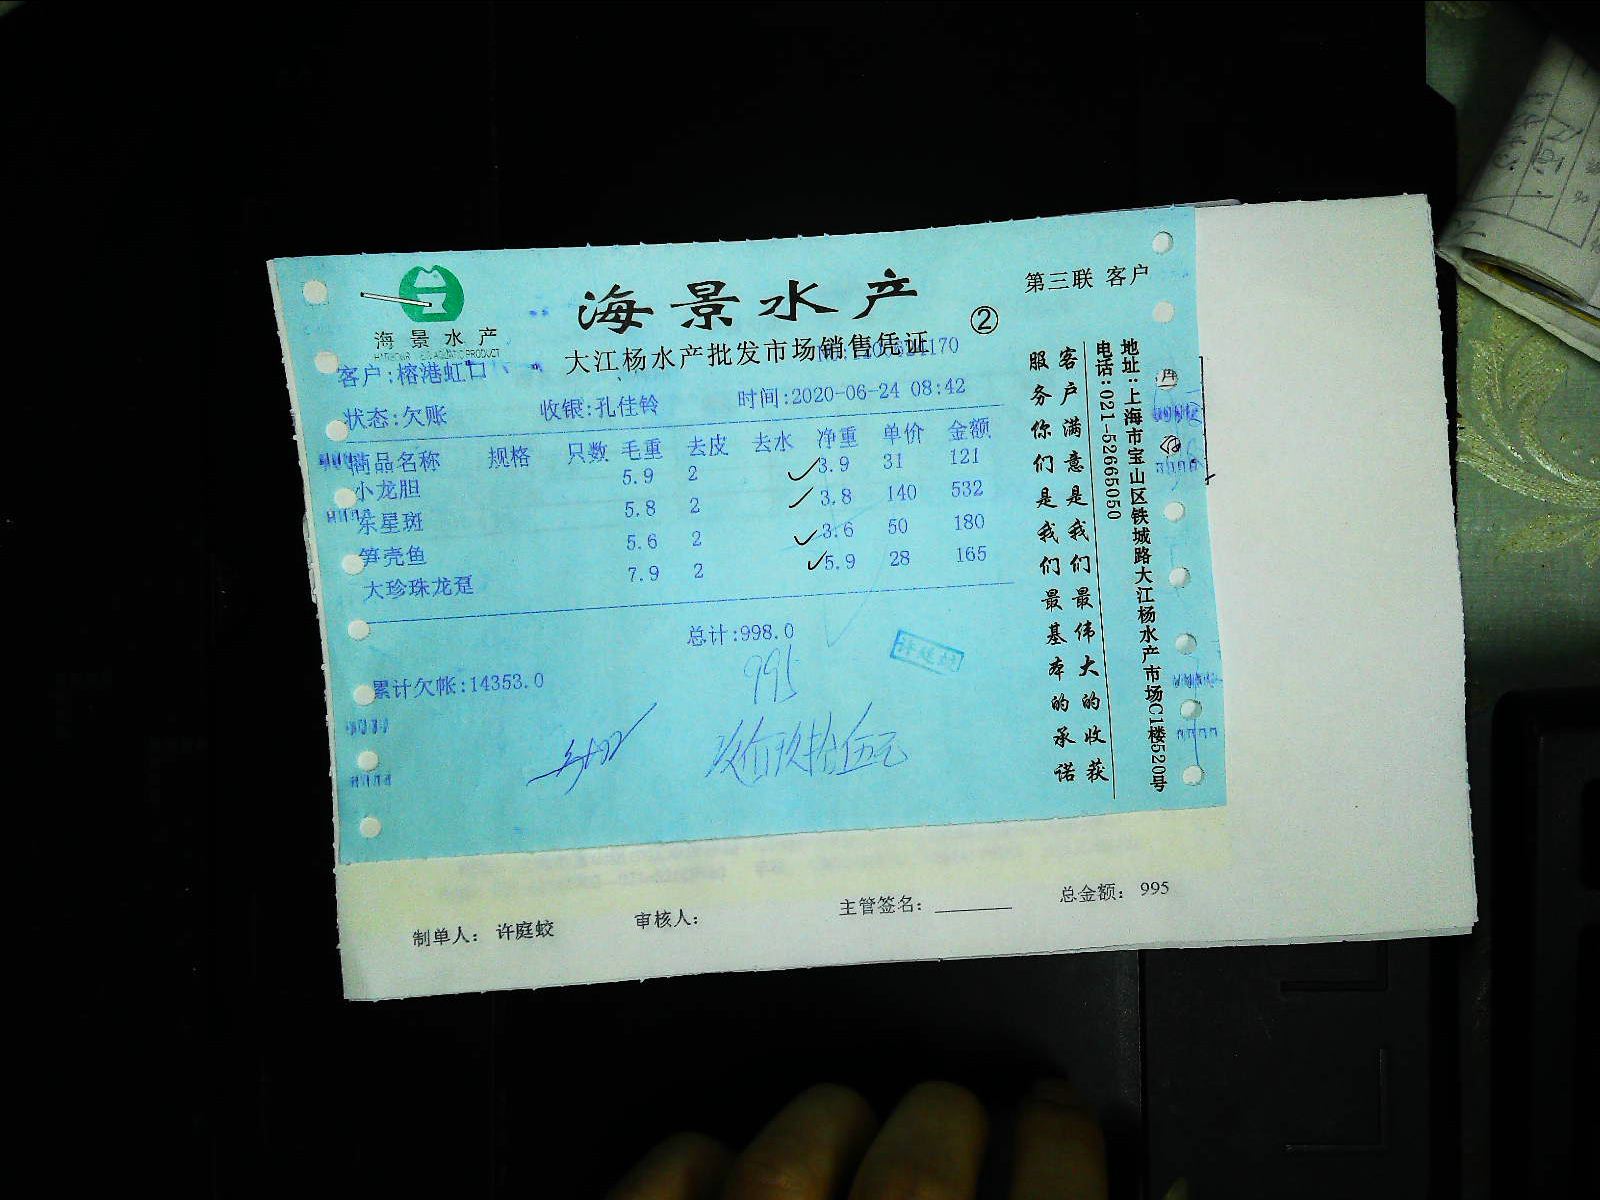 海景水产
海景水产
第三联 客户
②
大江杨水产批发市场销售凭证
客户:榕港虹口
状态:欠账 收银:孔佳铃 时间:2020-06-24 08:42
商品名称 规格 只数 毛重 去皮 去水 净重 单价 金额
小龙胆 5.9 2 3.9 31 121
东星斑 5.8 2 3.8 140 532
笋壳鱼 5.6 2 3.6 50 180
大珍珠龙趸 7.9 2 5.9 28 165
总计:998.0
995
累计欠帐:14353.0
玖佰玖拾伍元
客户满意是我们最伟大的收获
服务你们是我们最基本的承诺
地址:上海市宝山区铁城路大江杨水产市场C1楼520号
电话:021-52665050
制单人: 许庭蛟 审核人: 主管签名: 总金额: 995